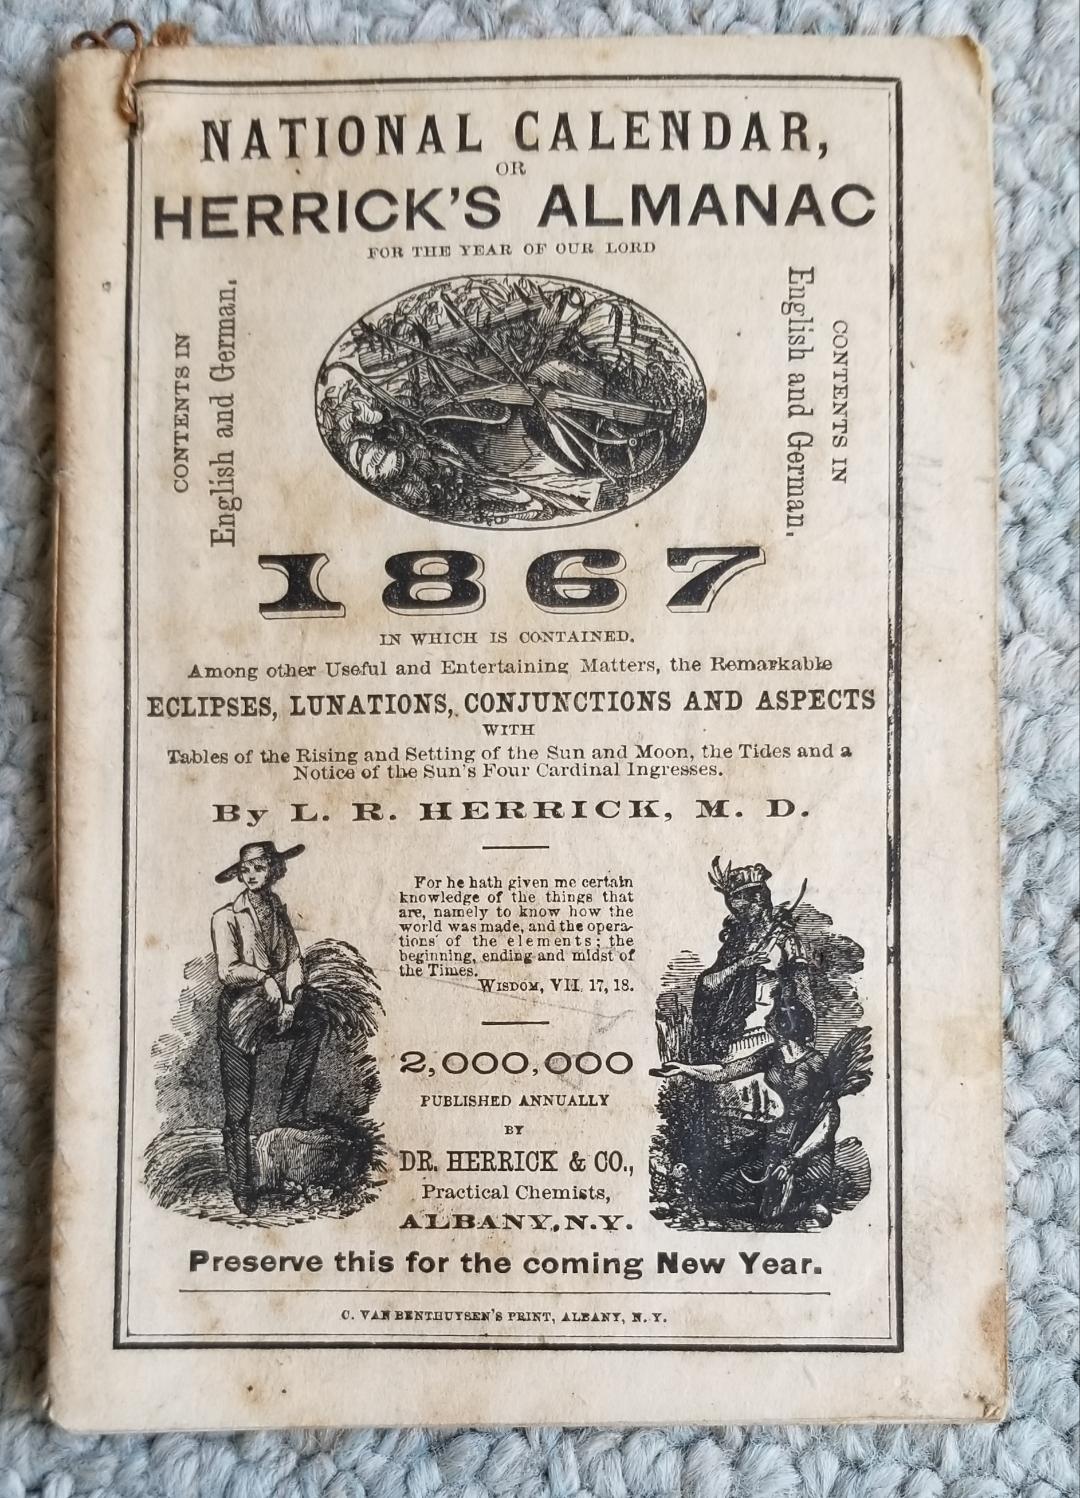 NATIONAL CALENDAR,
OR
HERRICK'S ALMANAC
FOR THE YEAR OF OUR LORD
CONTENTS IN
English and German,
CONTENTS IN
English and German,
1867
IN WHICH IS CONTAINED.
Among other Useful and Entertaining Matters, the Remarkable
ECLIPSES, LUNATIONS, CONJUNCTIONS AND ASPECTS
WITH
Tables of the Rising and Setting of the Sun and Moon, the Tides and a
Notice of the Sun's Four Cardinal Ingresses.
By L. R. HERRICK, M. D.
For he hath given me certain
knowledge of the things that
are, namely to know how the
world was made, and the opera-
tions of the elements; the
beginning, ending and midst of
the Times.
WISDOM, VII. 17, 18.
2,000,000
PUBLISHED ANNUALLY
BY
DR. HERRICK & CO.,
Practical Chemists,
ALBANY, N.Y.
Preserve this for the coming New Year.
C. VAN BENTHUYSEN'S PRINT, ALBANY, N. Y.